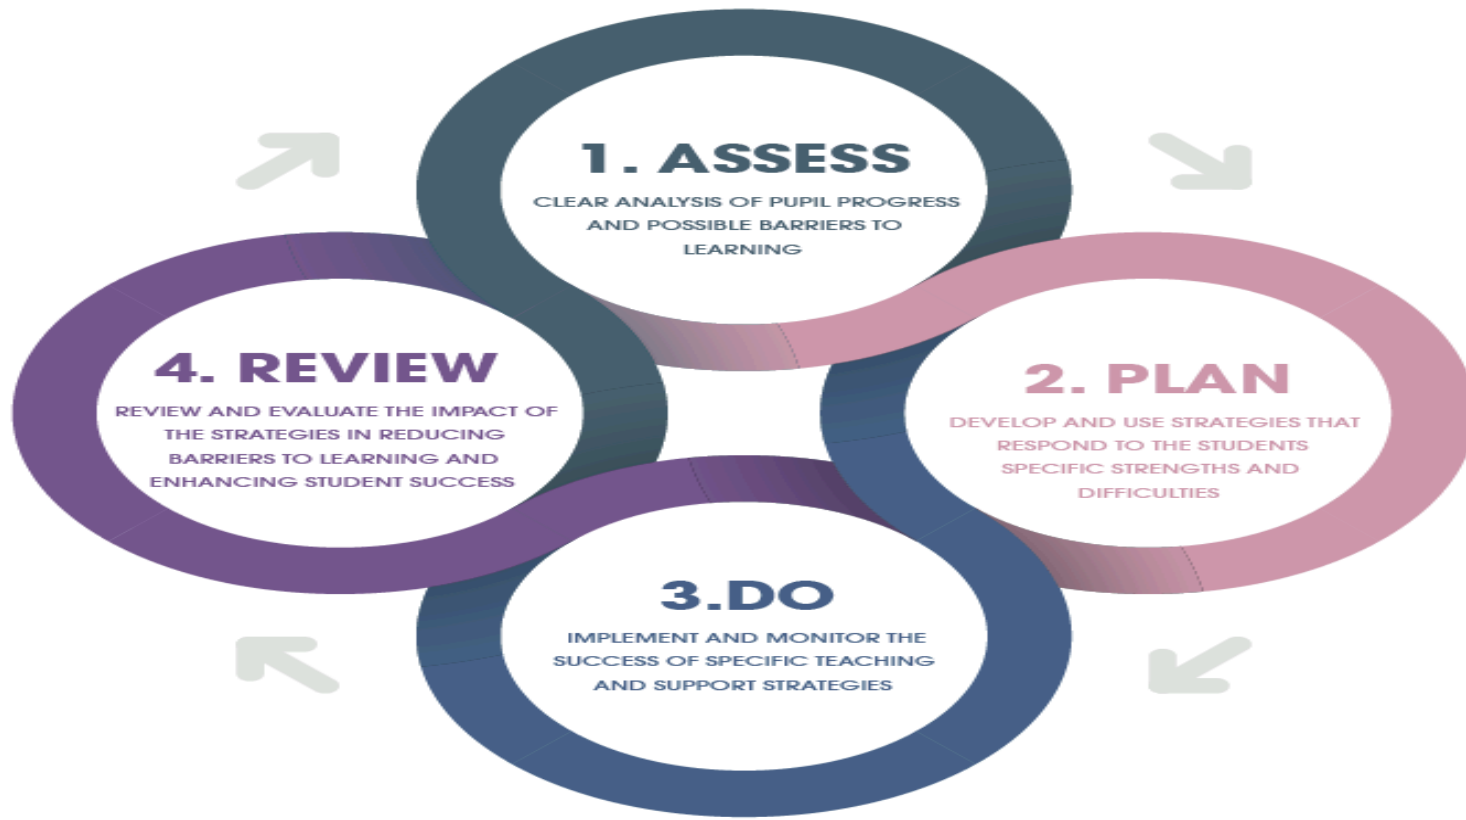 1. ASSESS
CLEAR ANALYSIS OF PUPIL PROGRESS
AND POSSIBLE BARRIERS TO
LEARNING
2. PLAN
DEVELOP AND USE STRATEGIES THAT
RESPOND TO THE STUDENTS
SPECIFIC STRENGTHS AND
DIFFICULTIES
3.DO
IMPLEMENT AND MONITOR THE
SUCCESS OF SPECIFIC TEACHING
AND SUPPORT STRATEGIES
4. REVIEW
REVIEW AND EVALUATE THE IMPACT OF
THE STRATEGIES IN REDUCING
BARRIERS TO LEARNING AND
ENHANCING STUDENT SUCCESS